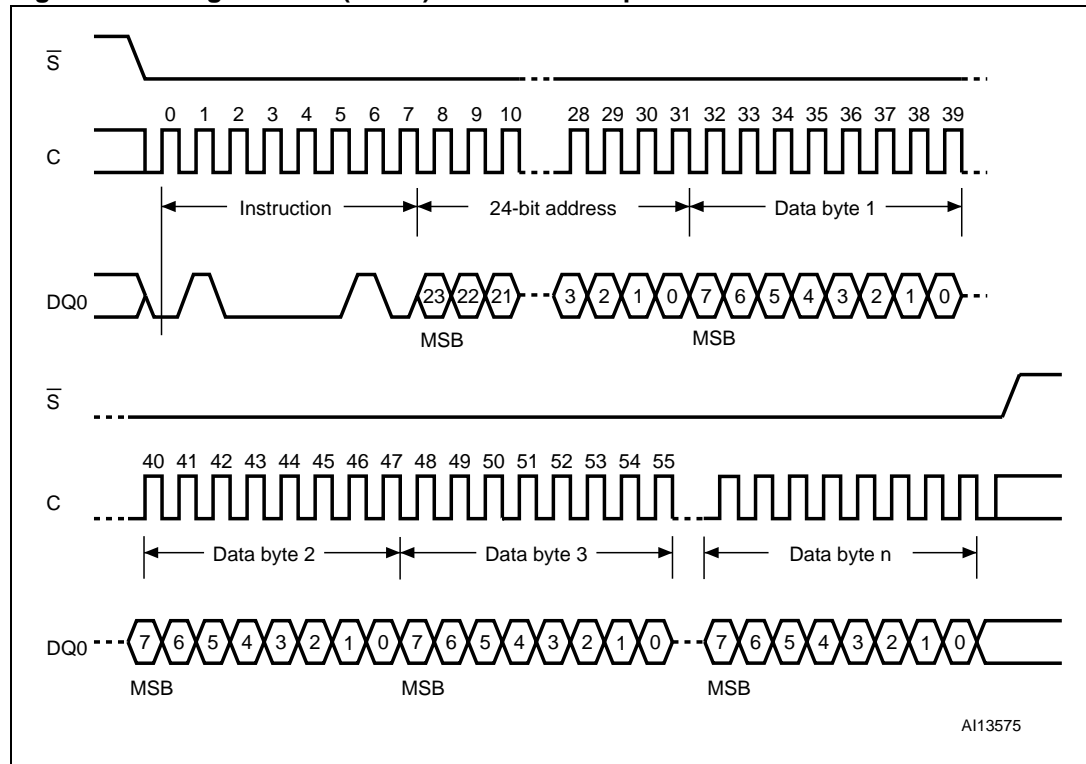 S
0 1 2 3 4 5 6 7 8 9 10 28 29 30 31 32 33 34 35 36 37 38 39
C
Instruction 24-bit address Data byte 1
DQ0 23 22 21 3 2 1 0 7 6 5 4 3 2 1 0
MSB MSB
S
40 41 42 43 44 45 46 47 48 49 50 51 52 53 54 55
C
Data byte 2 Data byte 3 Data byte n
DQ0 7 6 5 4 3 2 1 0 7 6 5 4 3 2 1 0 7 6 5 4 3 2 1 0
MSB MSB MSB
AI13575